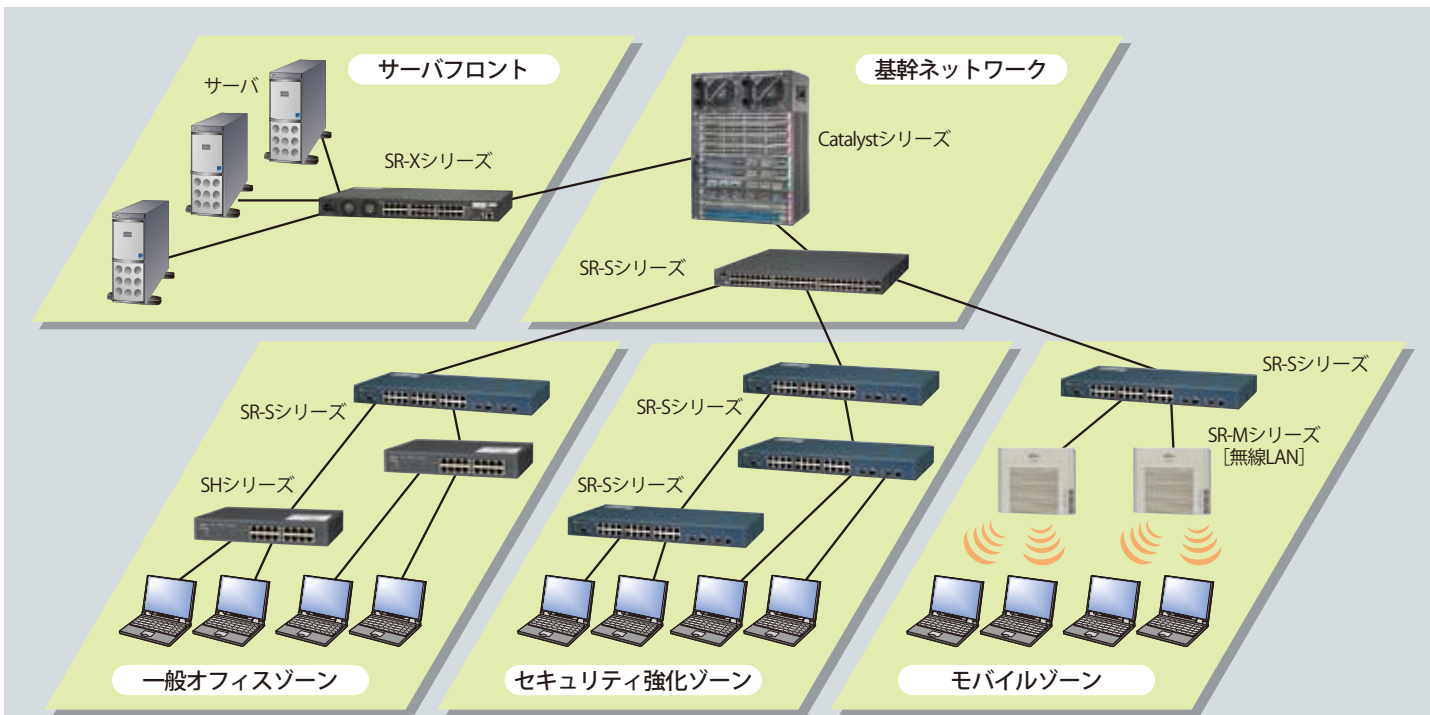 サーバフロント
サーバ
SR-Xシリーズ
基幹ネットワーク
Catalystシリーズ
SR-Sシリーズ
SR-Sシリーズ
SHシリーズ
一般オフィスゾーン
SR-Sシリーズ
SR-Sシリーズ
セキュリティ強化ゾーン
SR-Sシリーズ
SR-Mシリーズ
［無線LAN］
モバイルゾーン